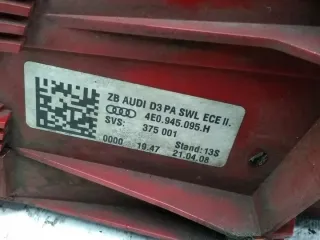 ZB AUDI D3 PA SWL ECE II.
4E0.945.095.H
SVS: 375 001
Stand: 13S
0000 19.47 21.04.08